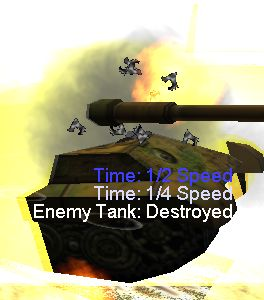 Time: 1/2 Speed
Time: 1/4 Speed
Enemy Tank: Destroyed